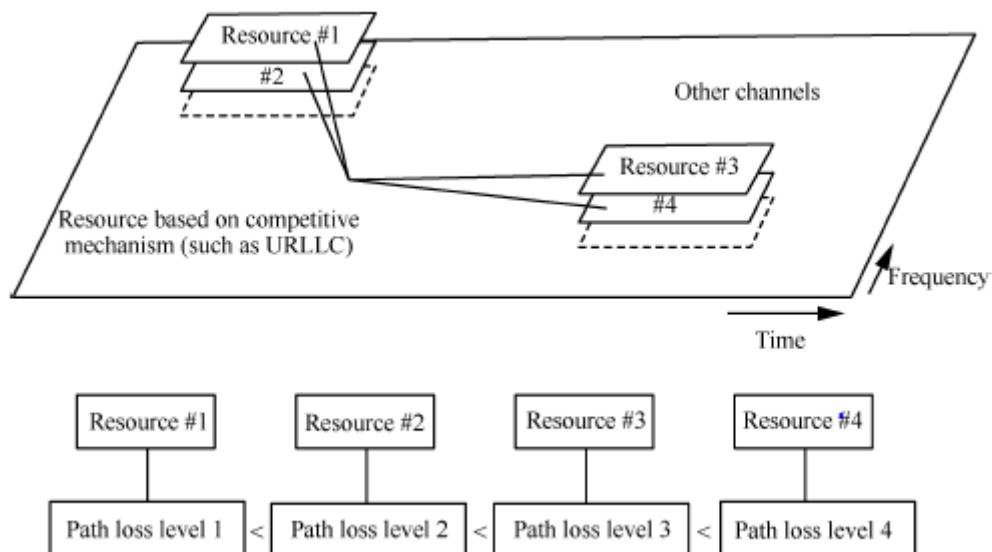 Resource #1
#2
Other channels
Resource #3
#4
Resource based on competitive
mechanism (such as URLLC)
Frequency
Time
Resource #1
Resource #2
Resource #3
Resource #4
Path loss level 1 < Path loss level 2 < Path loss level 3 < Path loss level 4